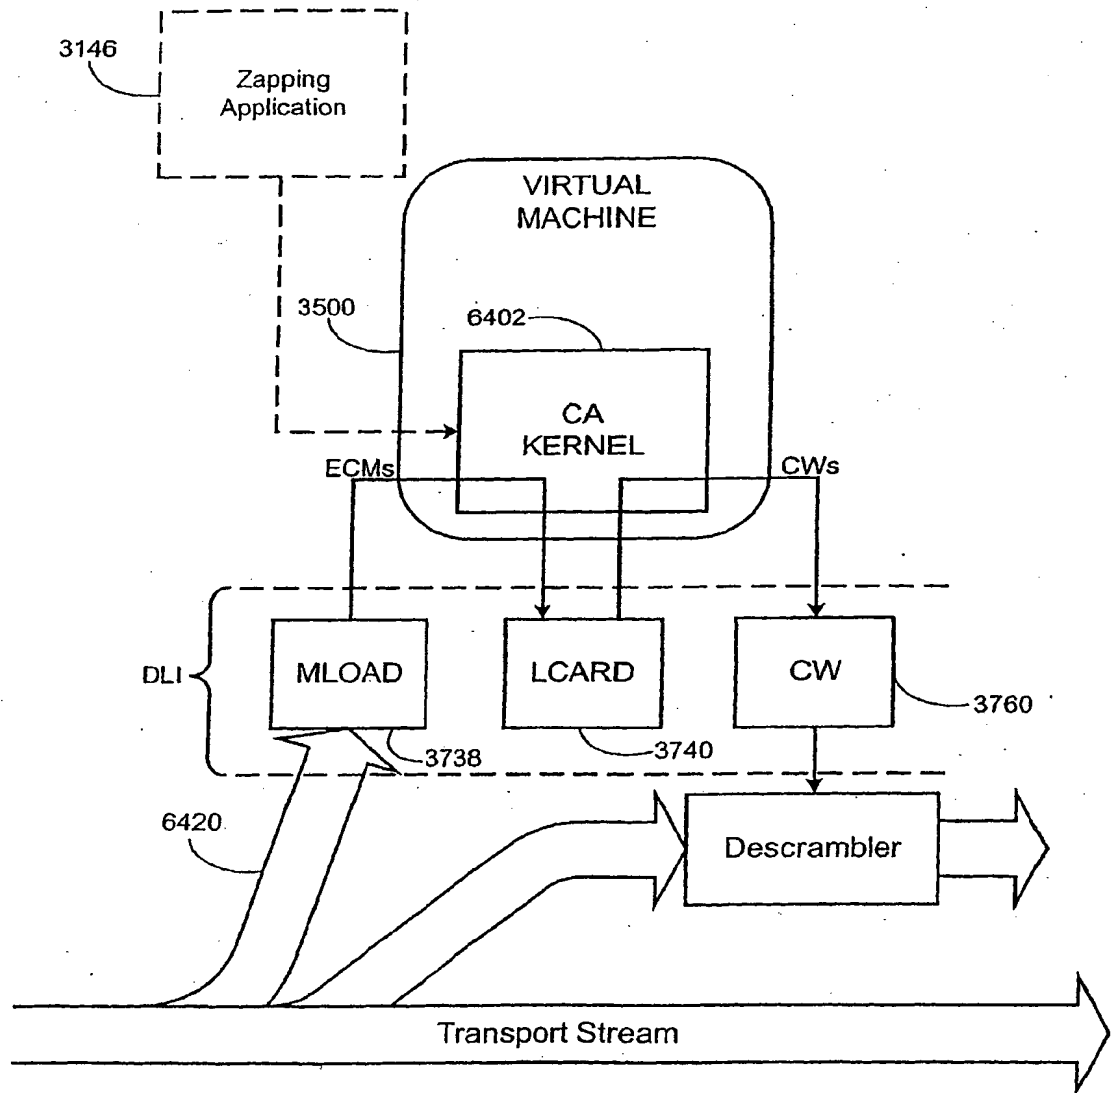 3146
Zapping
Application
VIRTUAL
MACHINE
3500
6402
CA
KERNEL
ECMs
CWs
DLI
MLOAD
LCARD
CW
3760
3738
3740
6420
Descrambler
Transport Stream